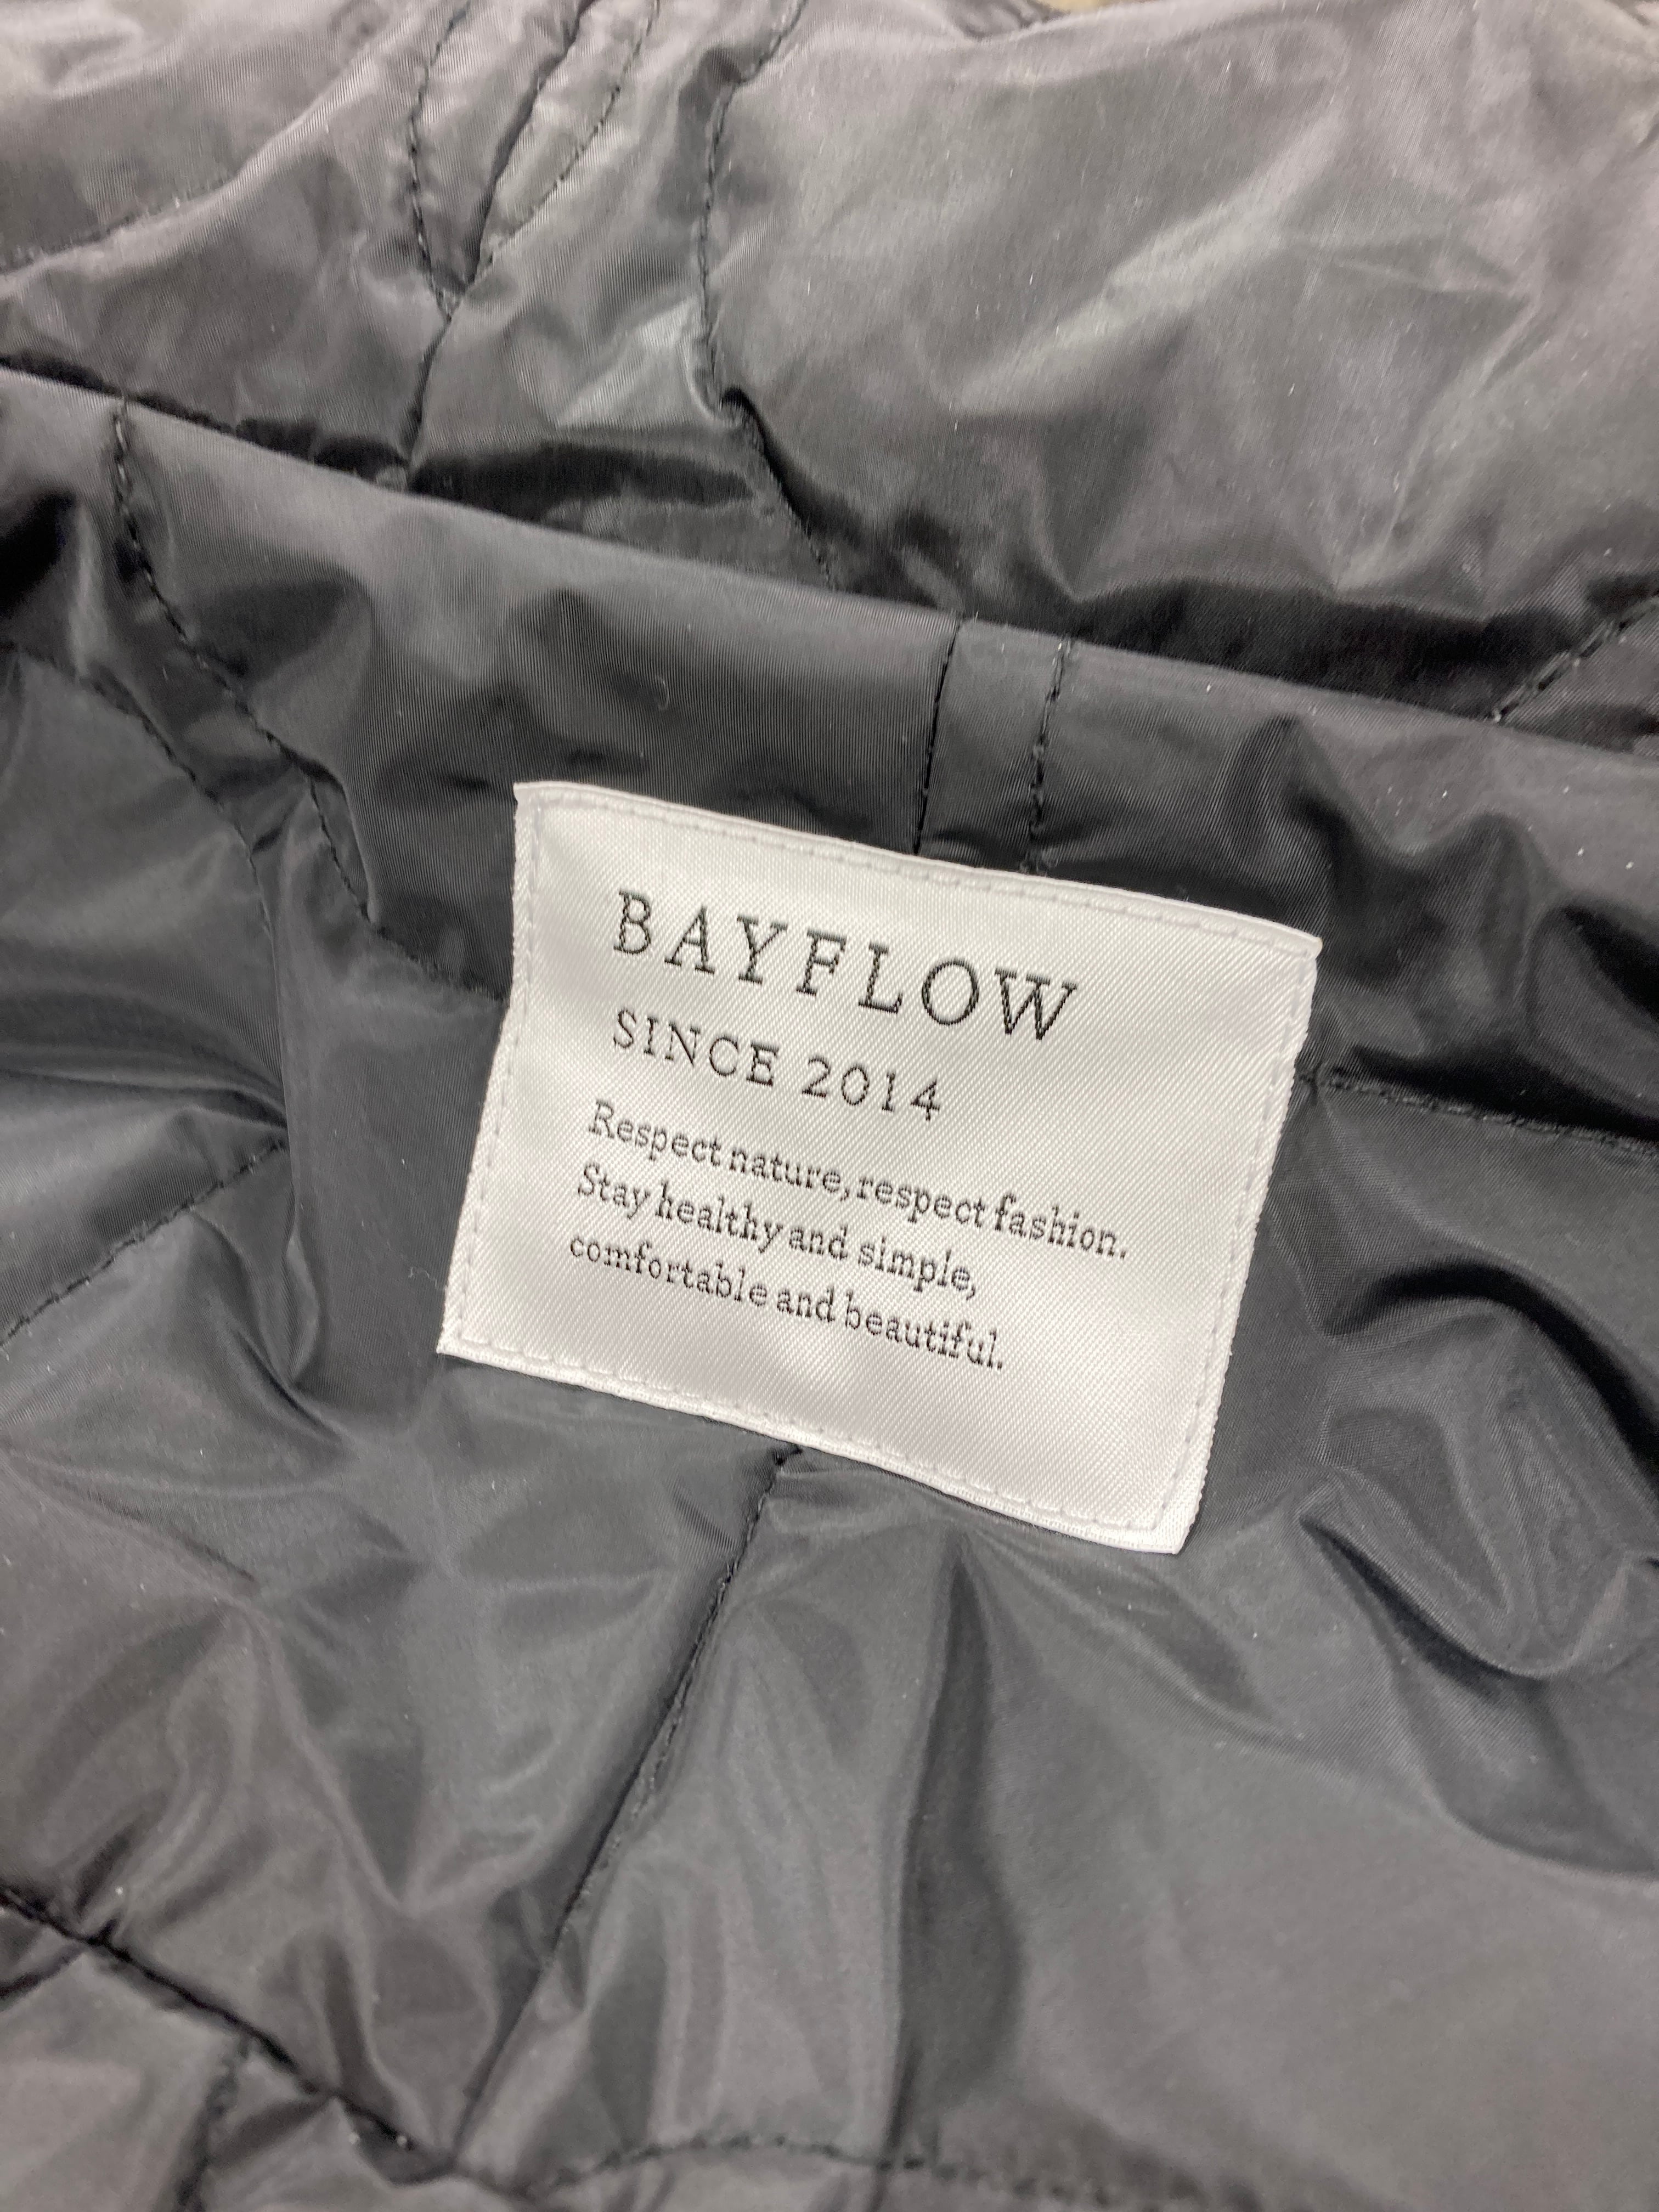 BAYFLOW
SINCE 2014
Respect nature, respect fashion.
Stay healthy and simple,
comfortable and beautiful.